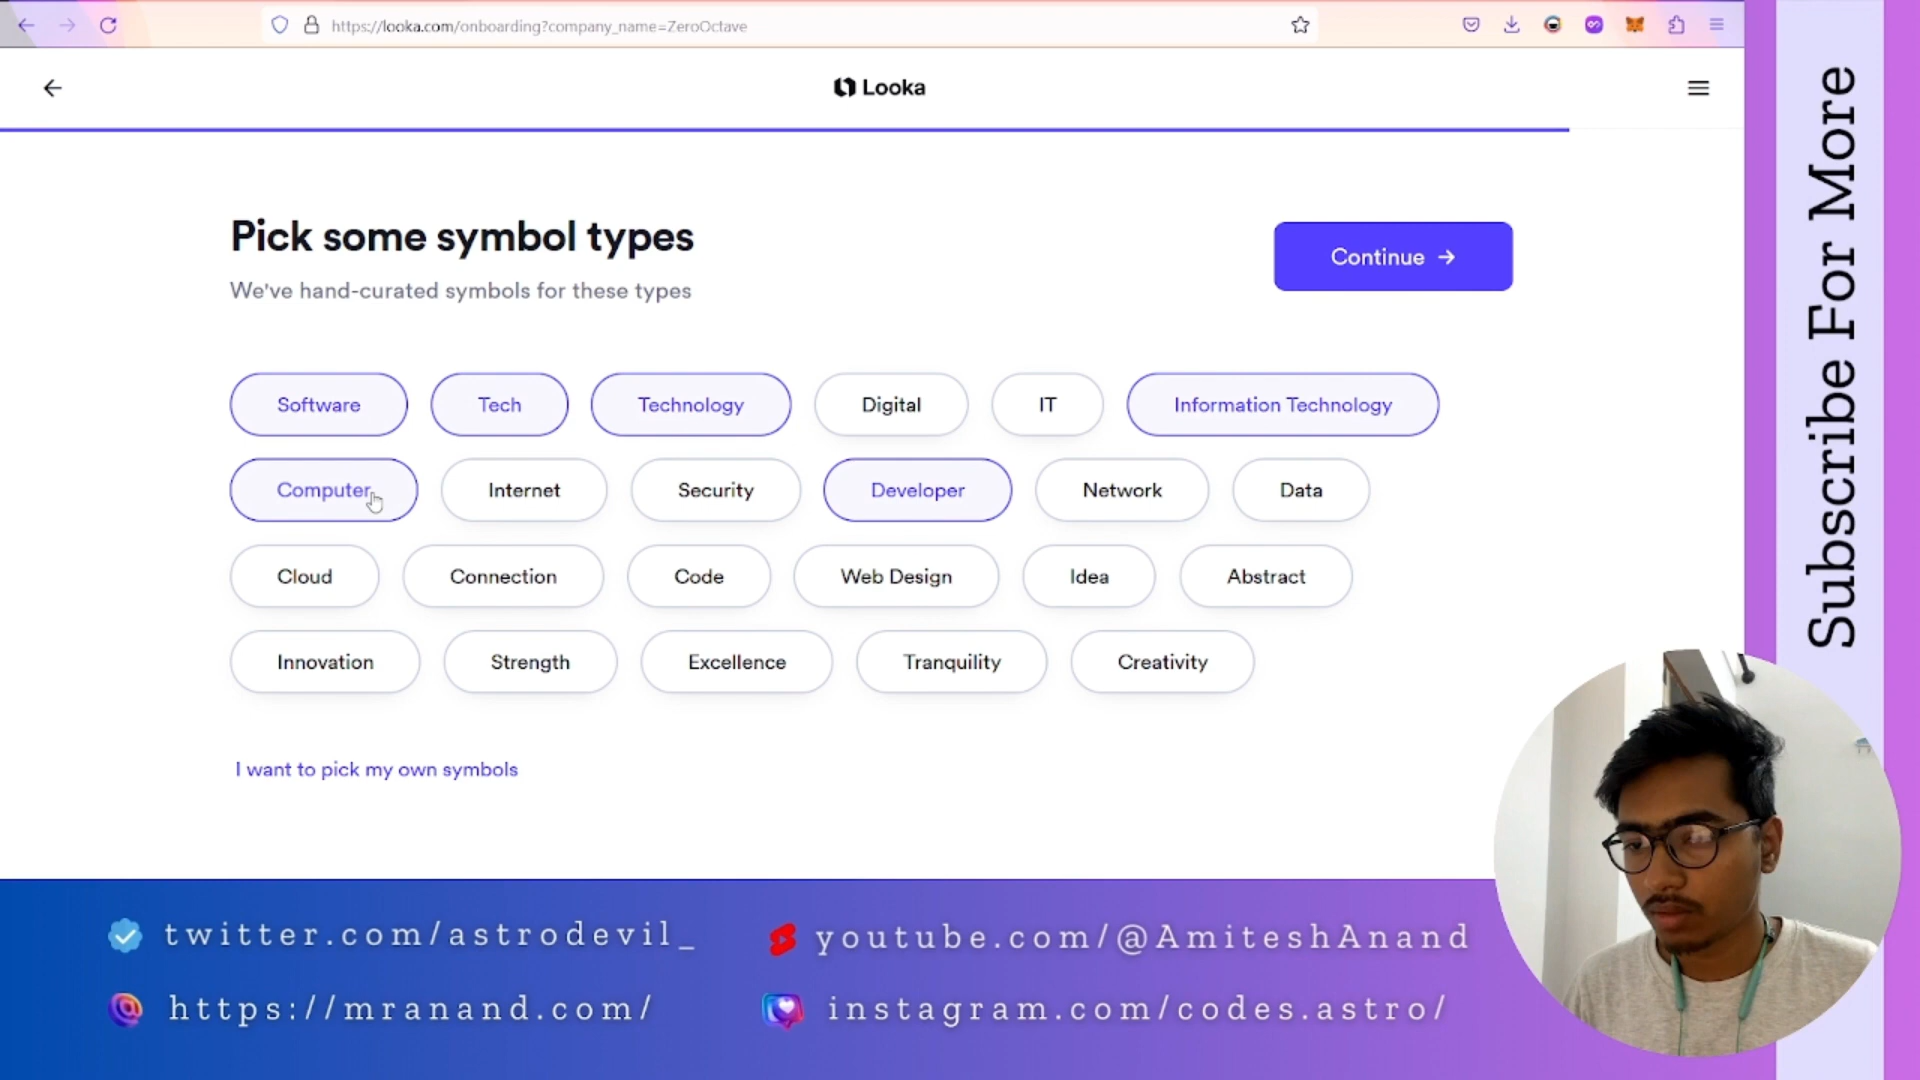 https://looka.com/onboarding?company_name=ZeroOctave
Looka
Pick some symbol types
We've hand-curated symbols for these types
Continue →
Software Tech Technology Digital IT Information Technology
Computer Internet Security Developer Network Data
Cloud Connection Code Web Design Idea Abstract
Innovation Strength Excellence Tranquility Creativity
I want to pick my own symbols
Subscribe For More
twitter.com/astrodevil_ youtube.com/@AmiteshAnand
https://mranand.com/ instagram.com/codes.astro/